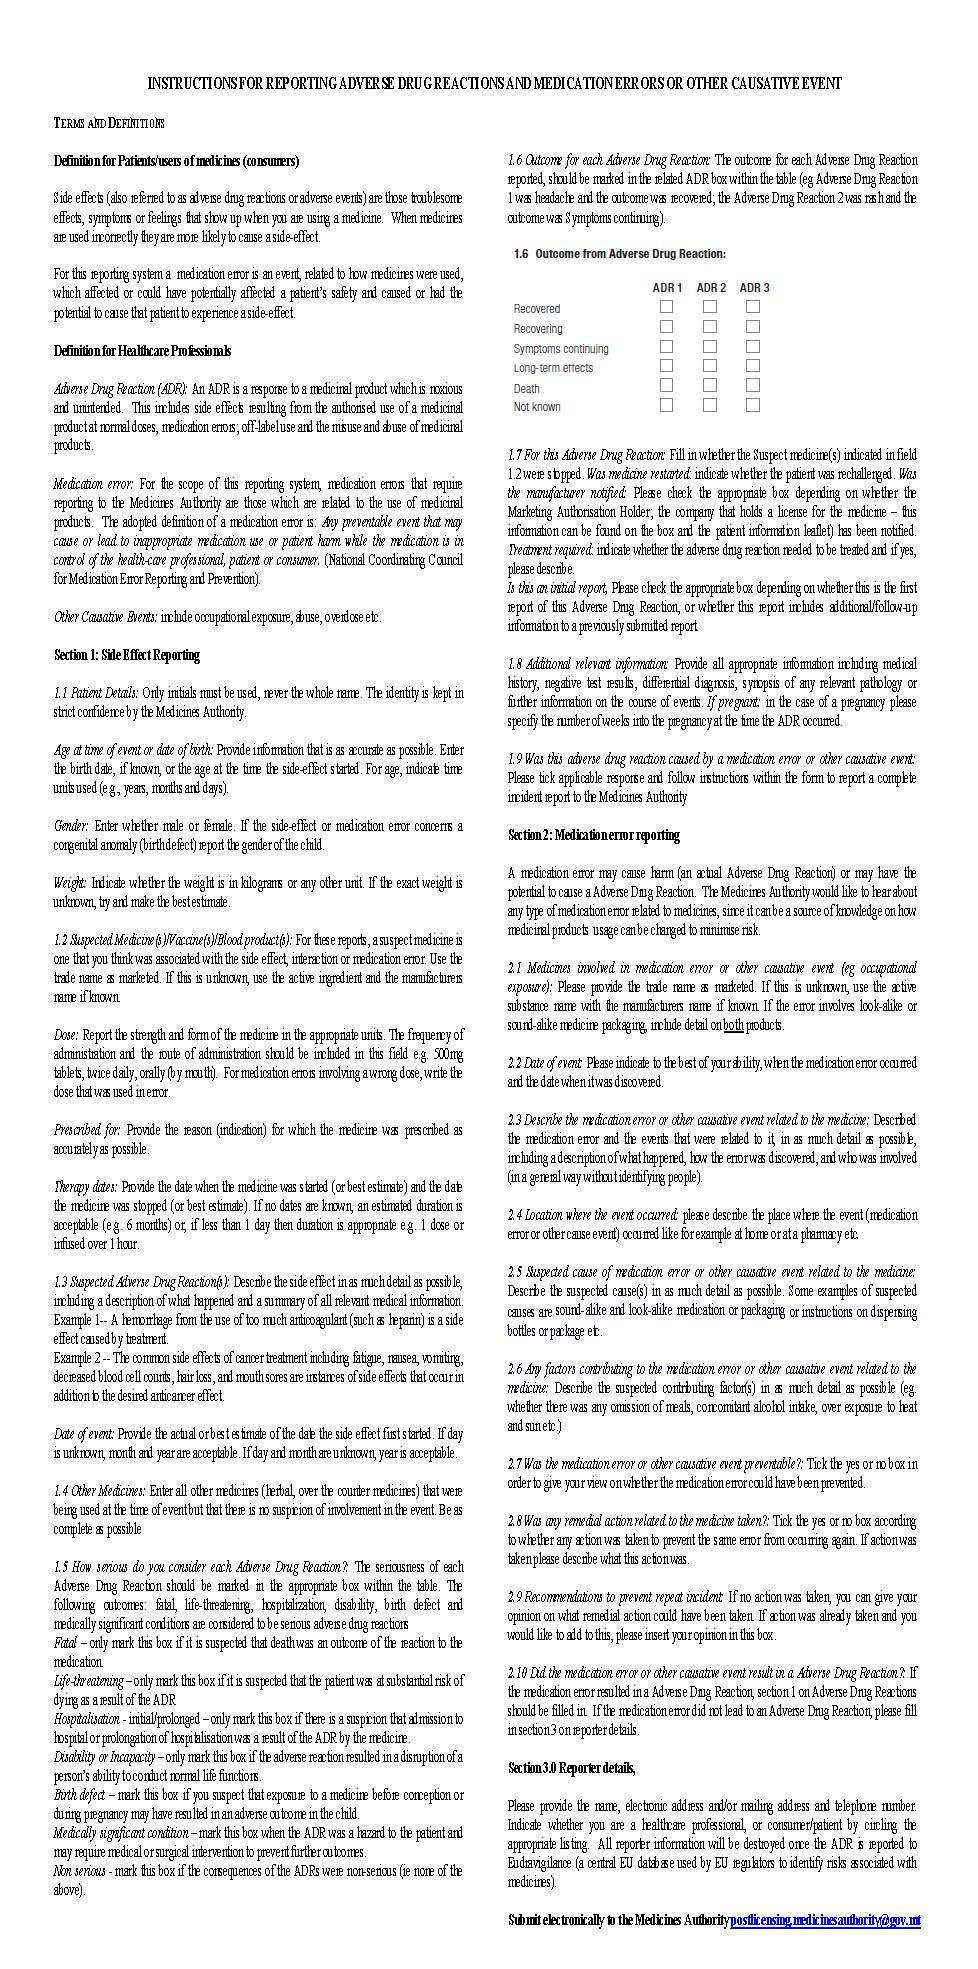 INSTRUCTIONS FOR REPORTING ADVERSE DRUG REACTIONS AND MEDICATION ERRORS OR OTHER CAUSATIVE EVENT
TERMS AND DEFINITIONS
Definition for Patients/users of medicines (consumers)
Side effects (also referred to as adverse drug reactions or adverse events) are those troublesome
effects, symptoms or feelings that show up when you are using a medicine. When medicines
are used incorrectly they are more likely to cause a side-effect.
For this reporting system a medication error is an event, related to how medicines were used,
which affected or could have potentially affected a patient's safety and caused or had the
potential to cause that patient to experience a side-effect.
Definition for Healthcare Professionals
Adverse Drug Reaction (ADR): An ADR is a response to a medicinal product which is noxious
and unintended. This includes side effects resulting from the authorised use of a medicinal
product at normal doses, medication errors, off-label use and the misuse and abuse of medicinal
products.
Medication error: For the scope of this reporting system, medication errors that require
reporting to the Medicines Authority are those which are related to the use of medicinal
products. The adopted definition of a medication error is: Any preventable event that may
cause or lead to inappropriate medication use or patient harm while the medication is in
control of the health-care professional, patient or consumer. (National Coordinating Council
for Medication Error Reporting and Prevention).
Other Causative Events: include occupational exposure, abuse, overdose etc.
Section 1: Side Effect Reporting
1.1 Patient Details: Only initials must be used, never the whole name. The identity is kept in
strict confidence by the Medicines Authority.
Age at time of event or date of birth: Provide information that is as accurate as possible. Enter
the birth date, if known, or the age at the time the side-effect started. For age, indicate time
units used (e.g., years, months and days).
Gender: Enter whether male or female. If the side-effect or medication error concerns a
congenital anomaly (birth defect) report the gender of the child.
Weight: Indicate whether the weight is in kilograms or any other unit. If the exact weight is
unknown, try and make the best estimate.
1.2 Suspected Medicine(s)/Vaccine(s)/Blood product(s): For these reports, a suspect medicine is
one that you think was associated with the side effect, interaction or medication error. Use the
trade name as marketed. If this is unknown, use the active ingredient and the manufacturers
name if known.
Dose: Report the strength and form of the medicine in the appropriate units. The frequency of
administration and the route of administration should be included in this field e.g. 500mg
tablets, twice daily, orally (by mouth). For medication errors involving a wrong dose, write the
dose that was used in error.
Prescribed for: Provide the reason (indication) for which the medicine was prescribed as
accurately as possible.
Therapy dates: Provide the date when the medicine was started (or best estimate) and the date
the medicine was stopped (or best estimate). If no dates are known, an estimated duration is
acceptable (e.g. 6 months) or, if less than 1 day then duration is appropriate e.g. 1 dose or
infused over 1 hour.
1.3 Suspected Adverse Drug Reaction(s): Describe the side effect in as much detail as possible,
including a description of what happened and a summary of all relevant medical information.
Example 1-- A hemorrhage from the use of too much anticoagulant (such as heparin) is a side
effect caused by treatment.
Example 2 -- The common side effects of cancer treatment including fatigue, nausea, vomiting,
decreased blood cell counts, hair loss, and mouth sores are instances of side effects that occur in
addition to the desired anticancer effect.
Date of event: Provide the actual or best estimate of the date the side effect first started. If day
is unknown, month and year are acceptable. If day and month are unknown, year is acceptable.
1.4 Other Medicines: Enter all other medicines (herbal, over the counter medicines) that were
being used at the time of event but that there is no suspicion of involvement in the event. Be as
complete as possible
1.5 How serious do you consider each Adverse Drug Reaction?: The seriousness of each
Adverse Drug Reaction should be marked in the appropriate box within the table. The
following outcomes: fatal, life-threatening, hospitalization, disability, birth defect and
medically significant conditions are considered to be serious adverse drug reactions
Fatal – only mark this box if it is suspected that death was an outcome of the reaction to the
medication.
Life-threatening – only mark this box if it is suspected that the patient was at substantial risk of
dying as a result of the ADR
Hospitalisation - initial/prolonged – only mark this box if there is a suspicion that admission to
hospital or prolongation of hospitalisation was a result of the ADR by the medicine.
Disability or Incapacity – only mark this box if the adverse reaction resulted in a disruption of a
person's ability to conduct normal life functions.
Birth defect – mark this box if you suspect that exposure to a medicine before conception or
during pregnancy may have resulted in an adverse outcome in the child.
Medically significant condition – mark this box when the ADR was a hazard to the patient and
may require medical or surgical intervention to prevent further outcomes.
Non serious - mark this box if the consequences of the ADRs were non-serious (ie none of the
above).
1.6 Outcome for each Adverse Drug Reaction: The outcome for each Adverse Drug Reaction
reported, should be marked in the related ADR box within the table (eg Adverse Drug Reaction
1 was headache and the outcome was recovered; the Adverse Drug Reaction 2 was rash and the
outcome was Symptoms continuing).
1.6 Outcome from Adverse Drug Reaction:
ADR 1 ADR 2 ADR 3
Recovered
Recovering
Symptoms continuing
Long-term effects
Death
Not known
1.7 For this Adverse Drug Reaction: Fill in whether the Suspect medicine(s) indicated in field
1.2 were stopped. Was medicine restarted: indicate whether the patient was rechallenged. Was
the manufacturer notified: Please check the appropriate box depending on whether the
Marketing Authorisation Holder; the company that holds a license for the medicine – this
information can be found on the box and the patient information leaflet) has been notified.
Treatment required: indicate whether the adverse drug reaction needed to be treated and if yes,
please describe.
Is this an initial report, Please check the appropriate box depending on whether this is the first
report of this Adverse Drug Reaction, or whether this report includes additional/follow-up
information to a previously submitted report.
1.8 Additional relevant information: Provide all appropriate information including medical
history, negative test results, differential diagnosis, synopsis of any relevant pathology or
further information on the course of events. If pregnant: in the case of a pregnancy please
specify the number of weeks into the pregnancy at the time the ADR occurred.
1.9 Was this adverse drug reaction caused by a medication error or other causative event:
Please tick applicable response and follow instructions within the form to report a complete
incident report to the Medicines Authority
Section 2: Medication error reporting
A medication error may cause harm (an actual Adverse Drug Reaction) or may have the
potential to cause a Adverse Drug Reaction. The Medicines Authority would like to hear about
any type of medication error related to medicines, since it can be a source of knowledge on how
medicinal products usage can be changed to minimise risk.
2.1 Medicines involved in medication error or other causative event (eg occupational
exposure): Please provide the trade name as marketed. If this is unknown, use the active
substance name with the manufacturers name if known. If the error involves look-alike or
sound-alike medicine packaging, include detail on both products.
2.2 Date of event: Please indicate to the best of your ability, when the medication error occurred
and the date when it was discovered.
2.3 Describe the medication error or other causative event related to the medicine: Described
the medication error and the events that were related to it, in as much detail as possible,
including a description of what happened, how the error was discovered, and who was involved
(in a general way without identifying people).
2.4 Location where the event occurred: please describe the place where the event (medication
error or other cause event) occurred like for example at home or at a pharmacy etc.
2.5 Suspected cause of medication error or other causative event related to the medicine:
Describe the suspected cause(s) in as much detail as possible. Some examples of suspected
causes are sound-alike and look-alike medication or packaging or instructions on dispensing
bottles or package etc.
2.6 Any factors contributing to the medication error or other causative event related to the
medicine: Describe the suspected contributing factor(s) in as much detail as possible (eg.
whether there was any omission of meals, concomitant alcohol intake, over exposure to heat
and sun etc.)
2.7 Was the medication error or other causative event preventable?: Tick the yes or no box in
order to give your view on whether the medication error could have been prevented.
2.8 Was any remedial action related to the medicine taken?: Tick the yes or no box according
to whether any action was taken to prevent the same error from occurring again. If action was
taken please describe what this action was.
2.9 Recommendations to prevent repeat incident: If no action was taken, you can give your
opinion on what remedial action could have been taken. If action was already taken and you
would like to add to this, please insert your opinion in this box.
2.10 Did the medication error or other causative event result in a Adverse Drug Reaction?: If
the medication error resulted in a Adverse Drug Reaction, section 1 on Adverse Drug Reactions
should be filled in. If the medication error did not lead to an Adverse Drug Reaction, please fill
in section 3 on reporter details.
Section 3.0 Reporter details,
Please provide the name, electronic address and/or mailing address and telephone number.
Indicate whether you are a healthcare professional, or consumer/patient by circling the
appropriate listing. All reporter information will be destroyed once the ADR is reported to
Eudravigilance (a central EU database used by EU regulators to identify risks associated with
medicines).
Submit electronically to the Medicines Authority postlicensing.medicinesauthority@gov.mt